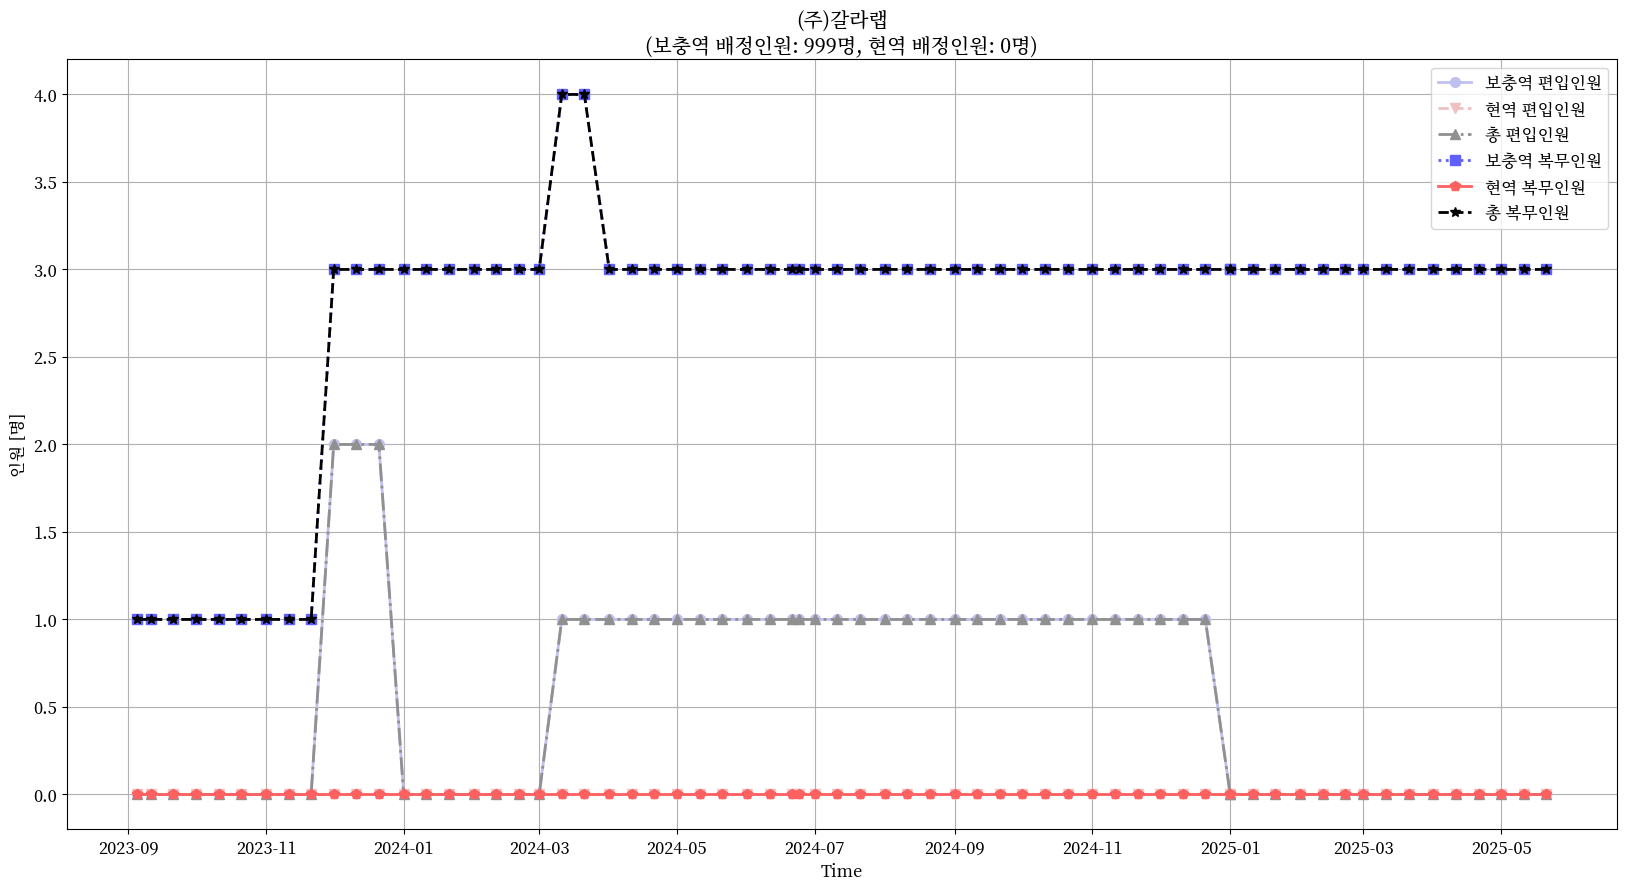 (주)갈라랩
(보충역 배정인원: 999명, 현역 배정인원: 0명)
보충역 편입인원
현역 편입인원
총 편입인원
보충역 복무인원
현역 복무인원
총 복무인원
4.0
3.5
3.0
2.5
2.0
1.5
1.0
0.5
0.0
인원 [명]
2023-09 2023-11 2024-01 2024-03 2024-05 2024-07 2024-09 2024-11 2025-01 2025-03 2025-05
Time